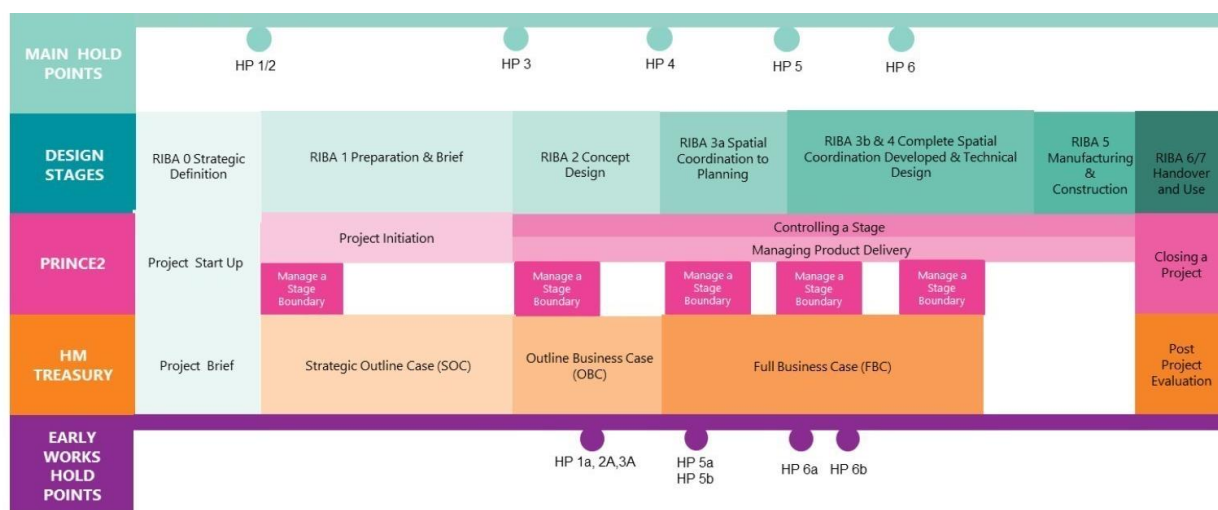 MAIN HOLD
POINTS
HP 1/2
HP 3
HP 4
HP 5
HP 6
DESIGN
STAGES
RIBA 0 Strategic
Definition
RIBA 1 Preparation & Brief
RIBA 2 Concept
Design
RIBA 3a Spatial
Coordination to
Planning
RIBA 3b & 4 Complete Spatial
Coordination Developed & Technical
Design
RIBA 5
Manufacturing
&
Construction
RIBA 6/7
Handover
and Use
PRINCE2
Project Start Up
Project Initiation
Controlling a Stage
Managing Product Delivery
Manage a
Stage
Boundary
Manage a
Stage
Boundary
Manage a
Stage
Boundary
Manage a
Stage
Boundary
Manage a
Stage
Boundary
Closing a
Project
HM
TREASURY
Project Brief
Strategic Outline Case (SOC)
Outline Business Case
(OBC)
Full Business Case (FBC)
Post
Project
Evaluation
EARLY
WORKS
HOLD
POINTS
HP 1a, 2A,3A
HP 5a
HP 5b
HP 6a
HP 6b